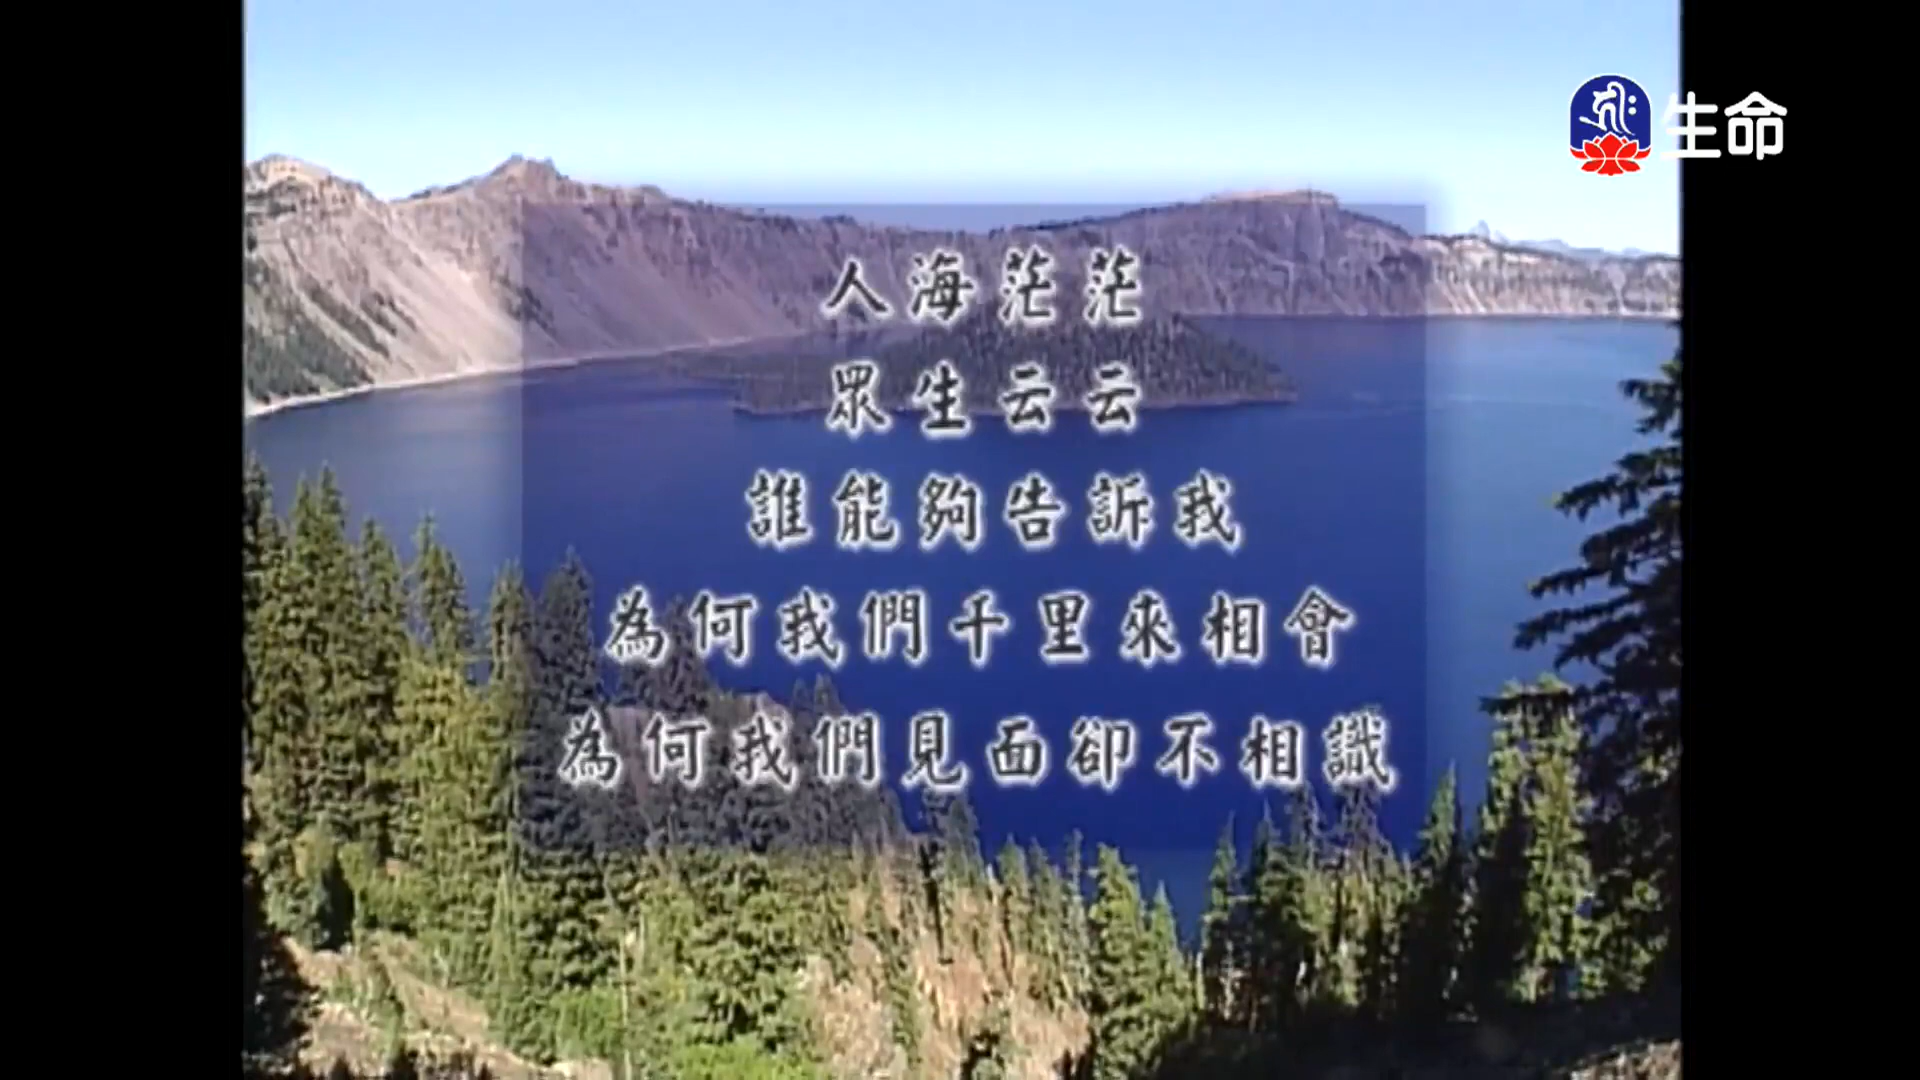 生命
人海茫茫
眾生云云
誰能夠告訴我
為何我們千里來相會
為何我們見面卻不相識